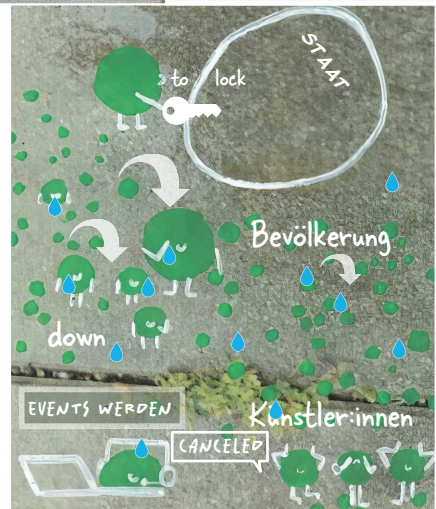 STAAT
to lock
Bevölkerung
down
EVENTS WERDEN
Künstler:innen
CANCELED